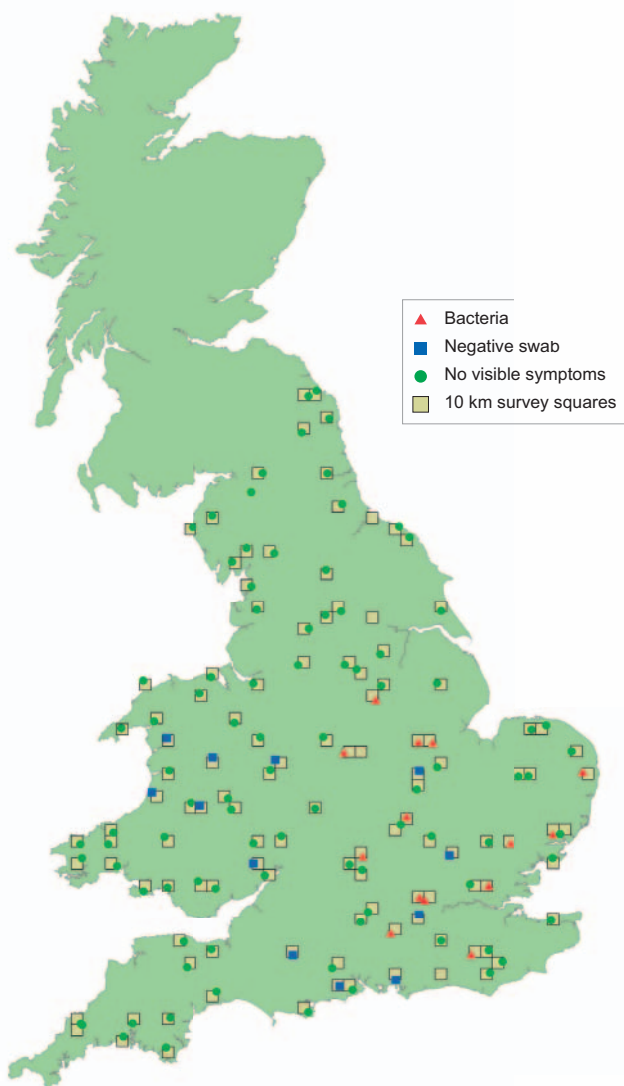 Bacteria
Negative swab
No visible symptoms
10 km survey squares